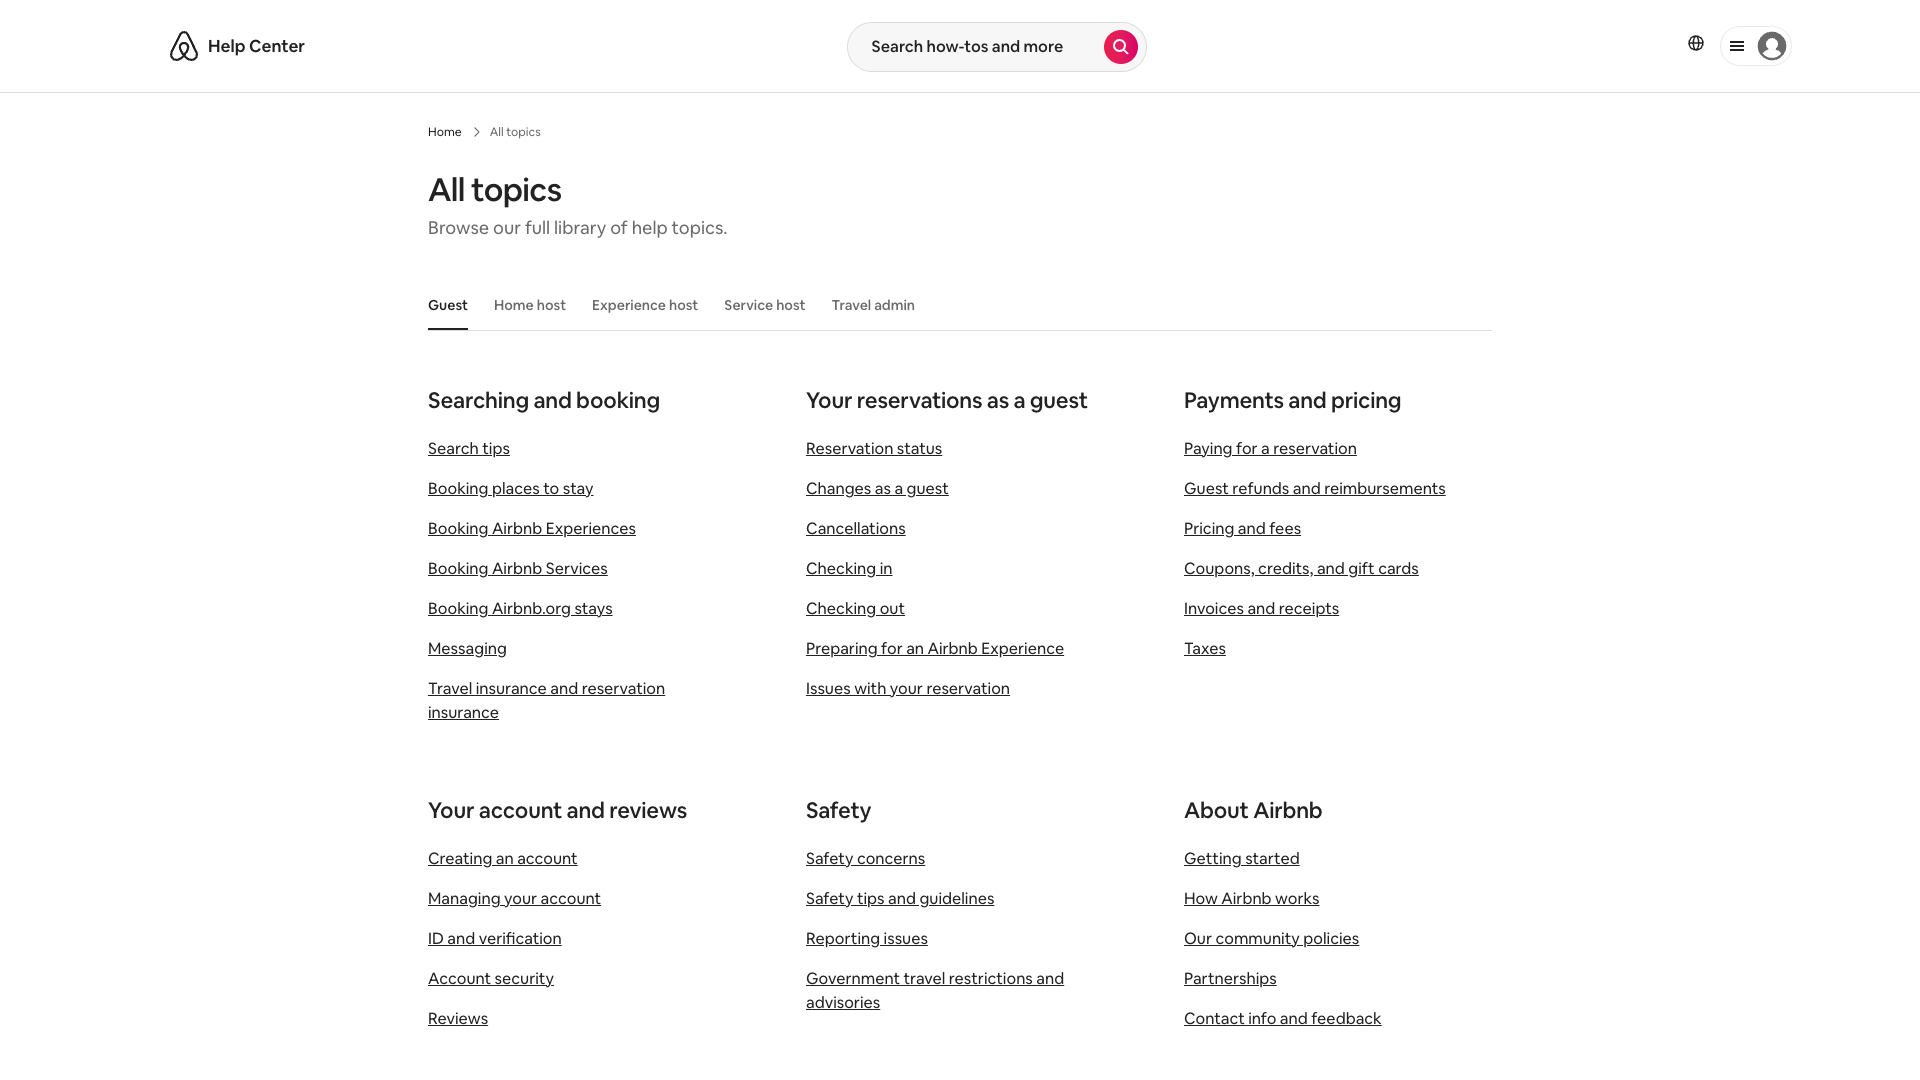 Help Center
Search how-tos and more
Home
All topics
All topics
Browse our full library of help topics.
Guest
Home host
Experience host
Service host
Travel admin
Searching and booking
Search tips
Booking places to stay
Booking Airbnb Experiences
Booking Airbnb Services
Booking Airbnb.org stays
Messaging
Travel insurance and reservation
insurance
Your reservations as a guest
Reservation status
Changes as a guest
Cancellations
Checking in
Checking out
Preparing for an Airbnb Experience
Issues with your reservation
Payments and pricing
Paying for a reservation
Guest refunds and reimbursements
Pricing and fees
Coupons, credits, and gift cards
Invoices and receipts
Taxes
Your account and reviews
Creating an account
Managing your account
ID and verification
Account security
Reviews
Safety
Safety concerns
Safety tips and guidelines
Reporting issues
Government travel restrictions and
advisories
About Airbnb
Getting started
How Airbnb works
Our community policies
Partnerships
Contact info and feedback